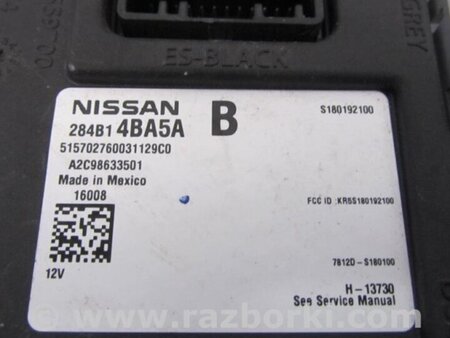 ES-BLACK
GREY
NISSAN
284B1 4BA5A B
S180192100
515702760031129C0
A2C98633501
Made in Mexico
16008
FCC ID :KR5S180192100
12V
7812D-S180100
H-13730
See Service Manual
www.razborki.com